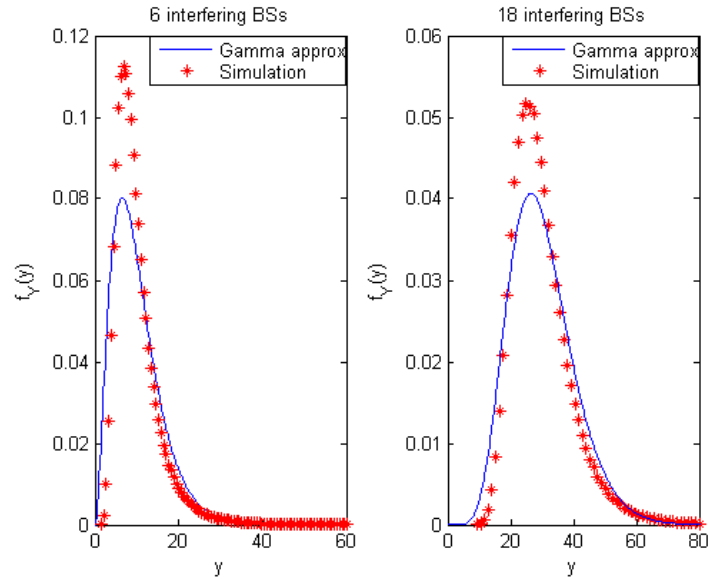 6 interfering BSs
0.12
0.1
0.08
0.06
0.04
0.02
0
f_Y(y)
Gamma approx
Simulation
0 20 40 60
y
18 interfering BSs
0.06
0.05
0.04
0.03
0.02
0.01
0
f_Y(y)
Gamma approx
Simulation
0 20 40 60 80
y